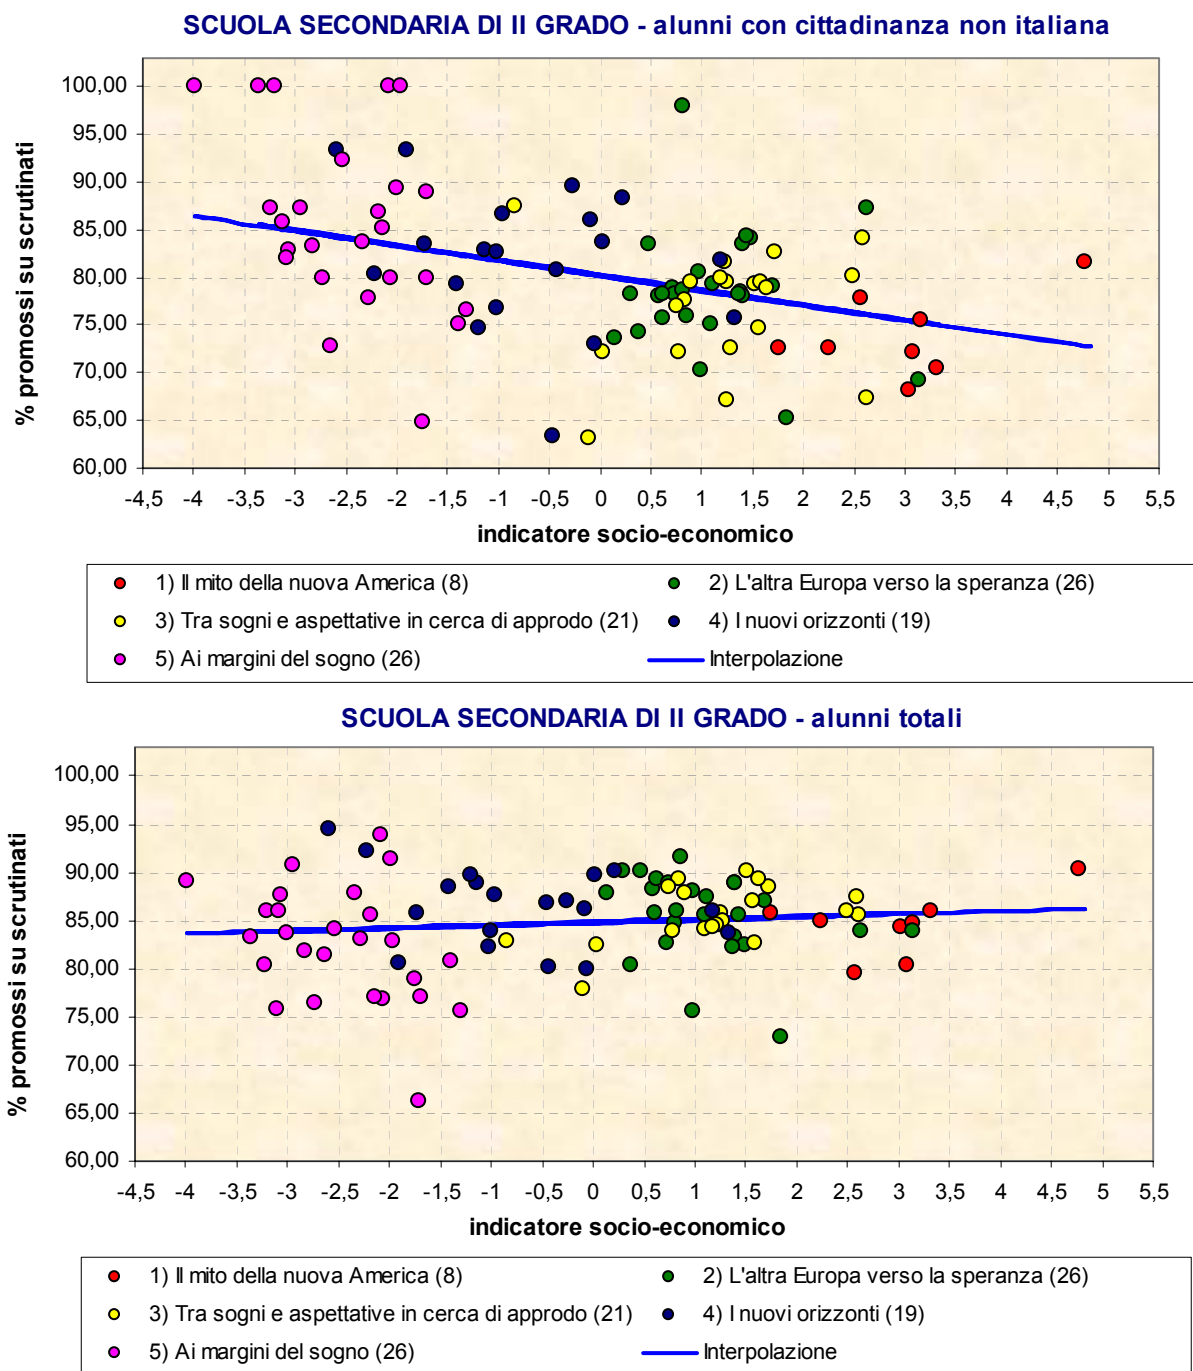 SCUOLA SECONDARIA DI II GRADO - alunni con cittadinanza non italiana
% promossi su scrutinati
100,00
95,00
90,00
85,00
80,00
75,00
70,00
65,00
60,00
-4,5 -4 -3,5 -3 -2,5 -2 -1,5 -1 -0,5 0 0,5 1 1,5 2 2,5 3 3,5 4 4,5 5 5,5
indicatore socio-economico
1) Il mito della nuova America (8) 2) L'altra Europa verso la speranza (26)
3) Tra sogni e aspettative in cerca di approdo (21) 4) I nuovi orizzonti (19)
5) Ai margini del sogno (26) Interpolazione
SCUOLA SECONDARIA DI II GRADO - alunni totali
% promossi su scrutinati
100,00
95,00
90,00
85,00
80,00
75,00
70,00
65,00
60,00
-4,5 -4 -3,5 -3 -2,5 -2 -1,5 -1 -0,5 0 0,5 1 1,5 2 2,5 3 3,5 4 4,5 5 5,5
indicatore socio-economico
1) Il mito della nuova America (8) 2) L'altra Europa verso la speranza (26)
3) Tra sogni e aspettative in cerca di approdo (21) 4) I nuovi orizzonti (19)
5) Ai margini del sogno (26) Interpolazione